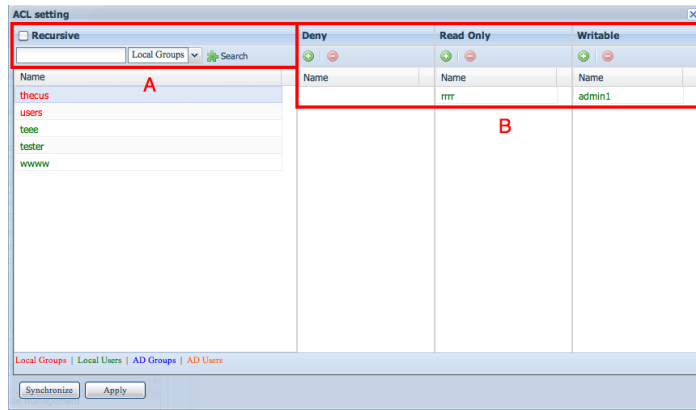 ACL setting
Recursive Deny Read Only Writable
Local Groups Search
Name Name Name Name
A
thecus rrrr admin1
users
B
teee
tester
wwww
Local Groups | Local Users | AD Groups | AD Users
Synchronize Apply